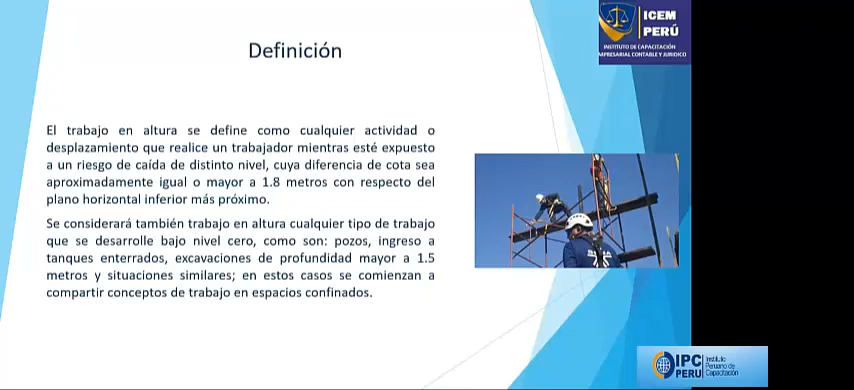 Definición
ICEM
PERÚ
INSTITUTO DE CAPACITACIÓN
EMPRESARIAL CONTABLE Y JURIDICO
El trabajo en altura se define como cualquier actividad o
desplazamiento que realice un trabajador mientras esté expuesto
a un riesgo de caída de distinto nivel, cuya diferencia de cota sea
aproximadamente igual o mayor a 1.8 metros con respecto del
plano horizontal inferior más próximo.
Se considerará también trabajo en altura cualquier tipo de trabajo
que se desarrolle bajo nivel cero, como son: pozos, ingreso a
tanques enterrados, excavaciones de profundidad mayor a 1.5
metros y situaciones similares; en estos casos se comienzan a
compartir conceptos de trabajo en espacios confinados.
IPC
PERU
Instituto
Peruano de
Capacitación